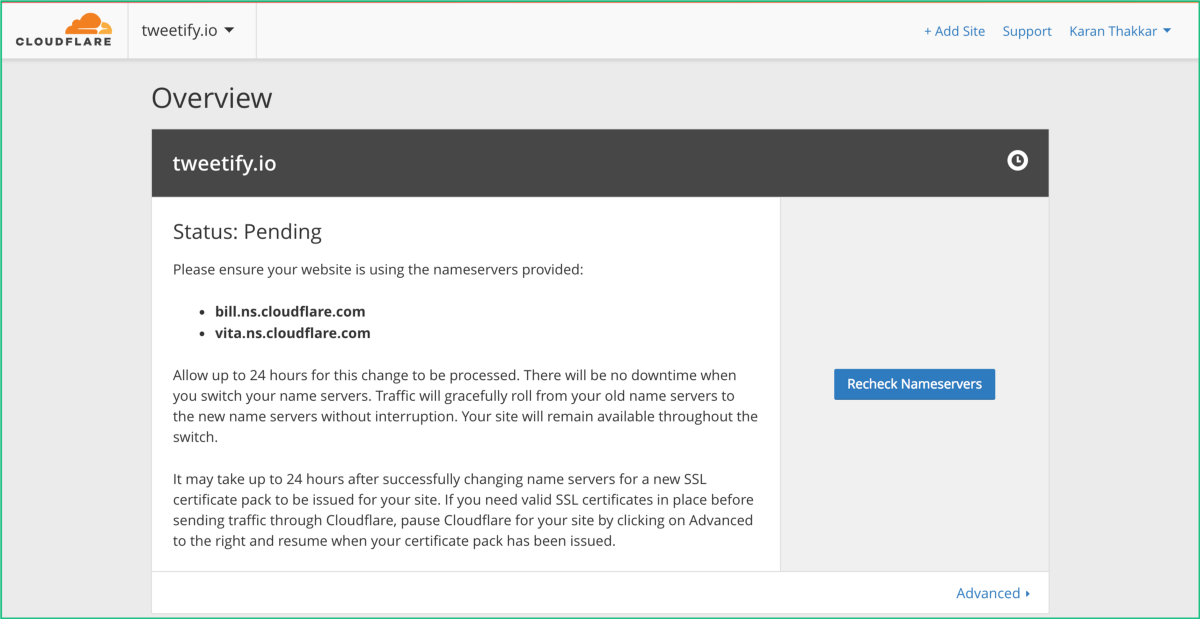 CLOUDFLARE
tweetify.io
+ Add Site
Support
Karan Thakkar
Overview
tweetify.io
Status: Pending
Please ensure your website is using the nameservers provided:
• bill.ns.cloudflare.com
• vita.ns.cloudflare.com
Allow up to 24 hours for this change to be processed. There will be no downtime when
you switch your name servers. Traffic will gracefully roll from your old name servers to
the new name servers without interruption. Your site will remain available throughout the
switch.
Recheck Nameservers
It may take up to 24 hours after successfully changing name servers for a new SSL
certificate pack to be issued for your site. If you need valid SSL certificates in place before
sending traffic through Cloudflare, pause Cloudflare for your site by clicking on Advanced
to the right and resume when your certificate pack has been issued.
Advanced